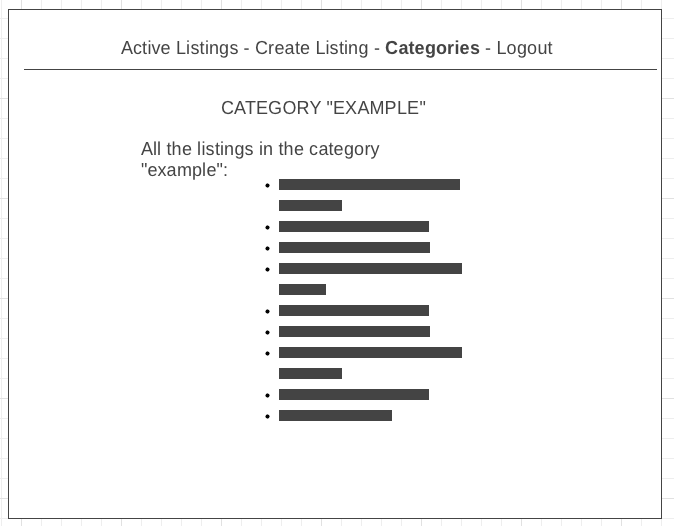 Active Listings - Create Listing - Categories - Logout
CATEGORY "EXAMPLE"
All the listings in the category
"example":